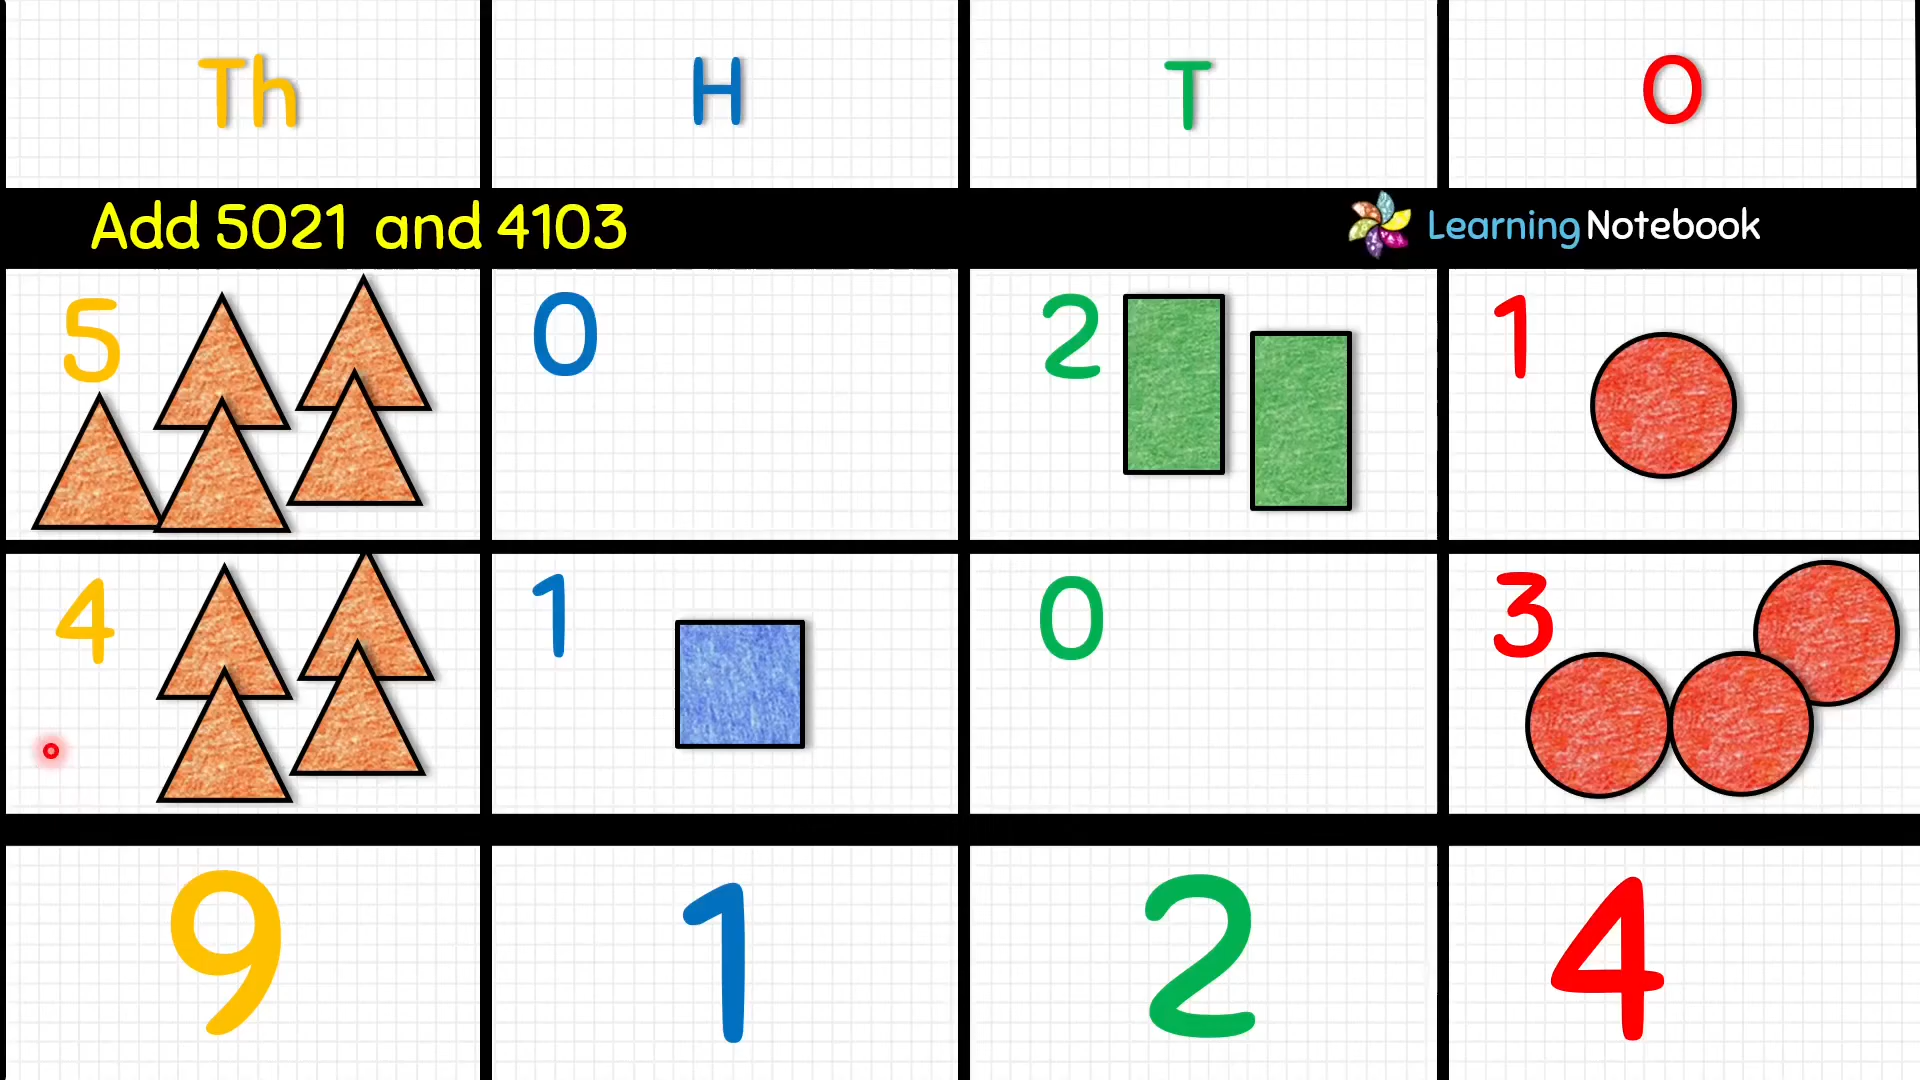 Th H T O
Add 5021 and 4103 Learning Notebook
5 0 2 1
4 1 0 3
9 1 2 4